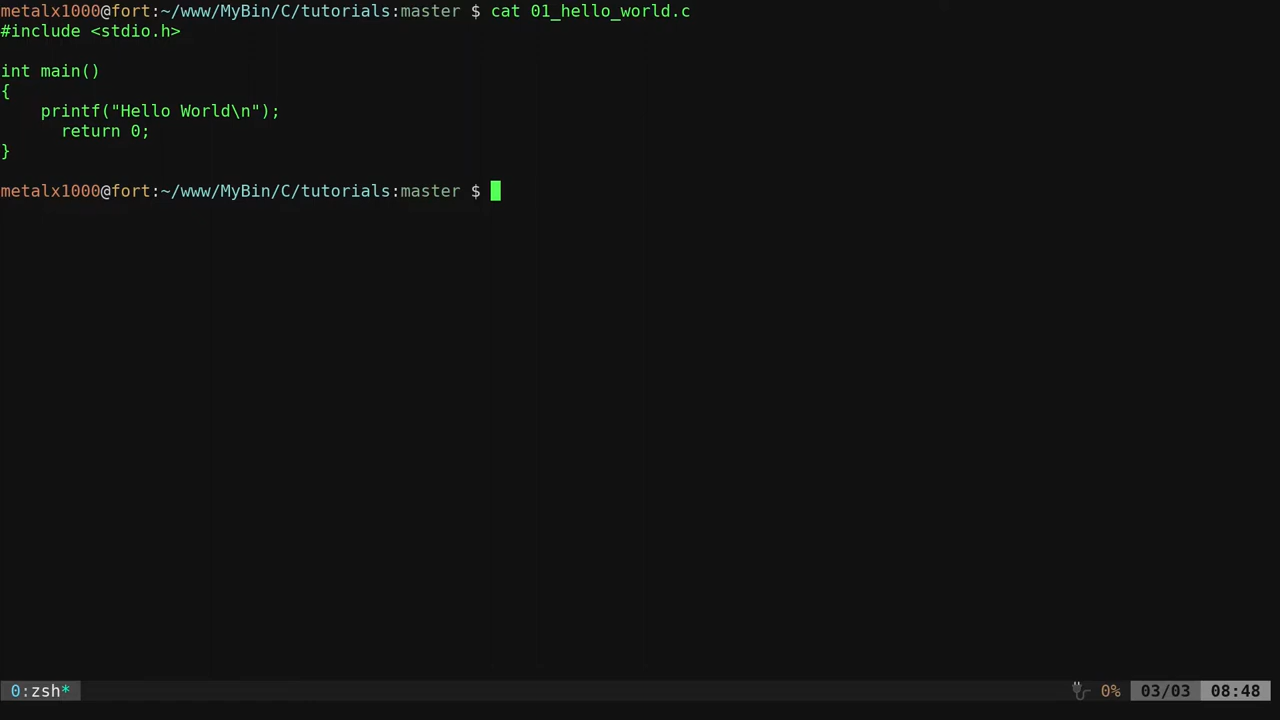 metalx1000@fort:~/www/MyBin/C/tutorials:master $ cat 01_hello_world.c
#include <stdio.h>
int main()
{
    printf("Hello World\n");
      return 0;
}
metalx1000@fort:~/www/MyBin/C/tutorials:master $
0:zsh* 0% 03/03 08:48